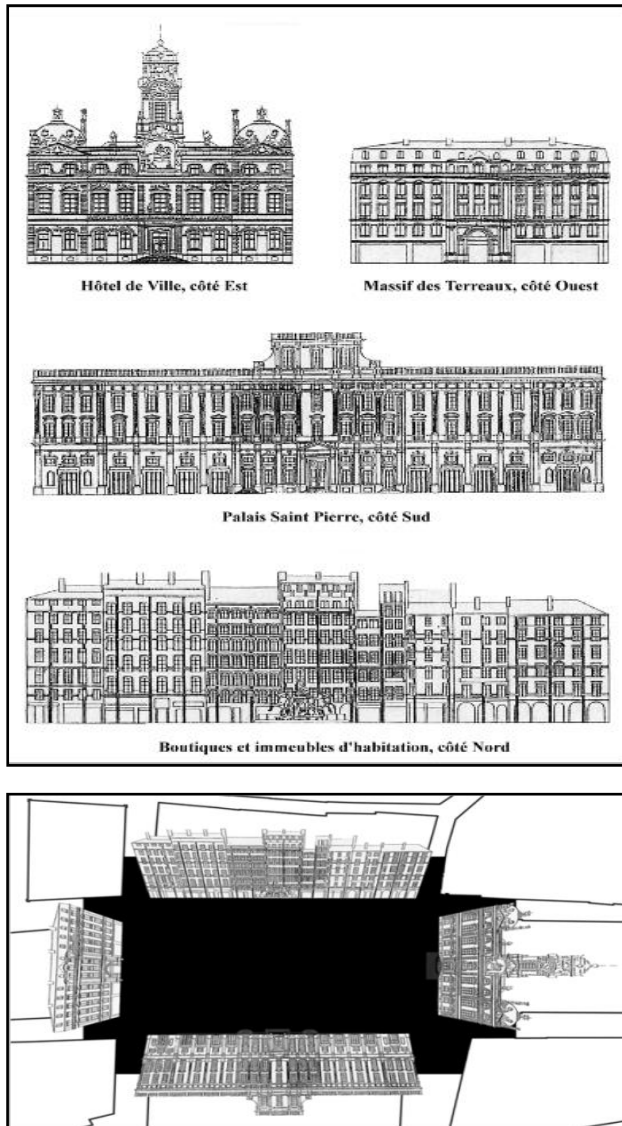 Hôtel de Ville, côté Est
Massif des Terreaux, côté Ouest
Palais Saint Pierre, côté Sud
Boutiques et immeubles d'habitation, côté Nord